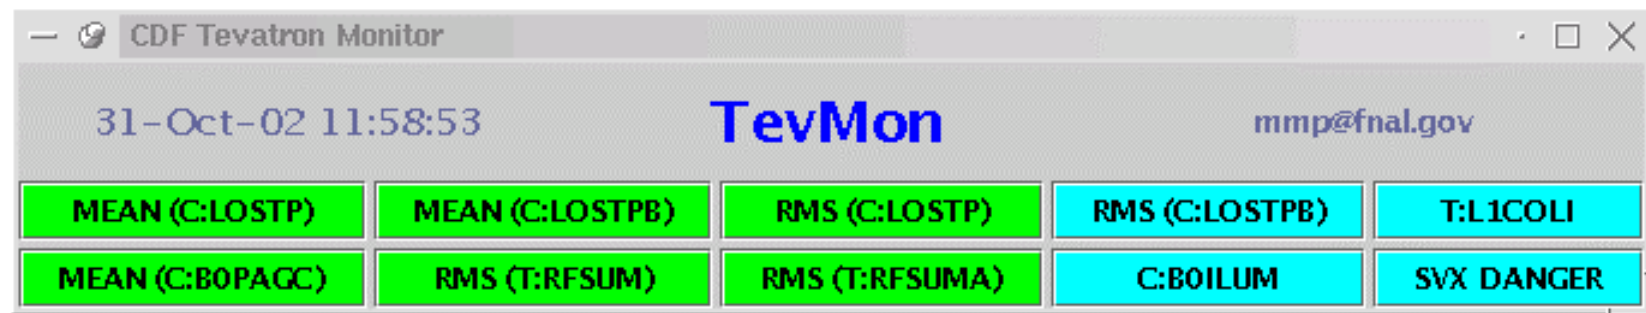 CDF Tevatron Monitor
31-Oct-02 11:58:53 TevMon mmp@fnal.gov
MEAN (C:LOSTP) MEAN (C:LOSTPB) RMS (C:LOSTP) RMS (C:LOSTPB) T:L1COLI
MEAN (C:B0PAGC) RMS (T:RFSUM) RMS (T:RFSUMA) C:B0ILUM SVX DANGER